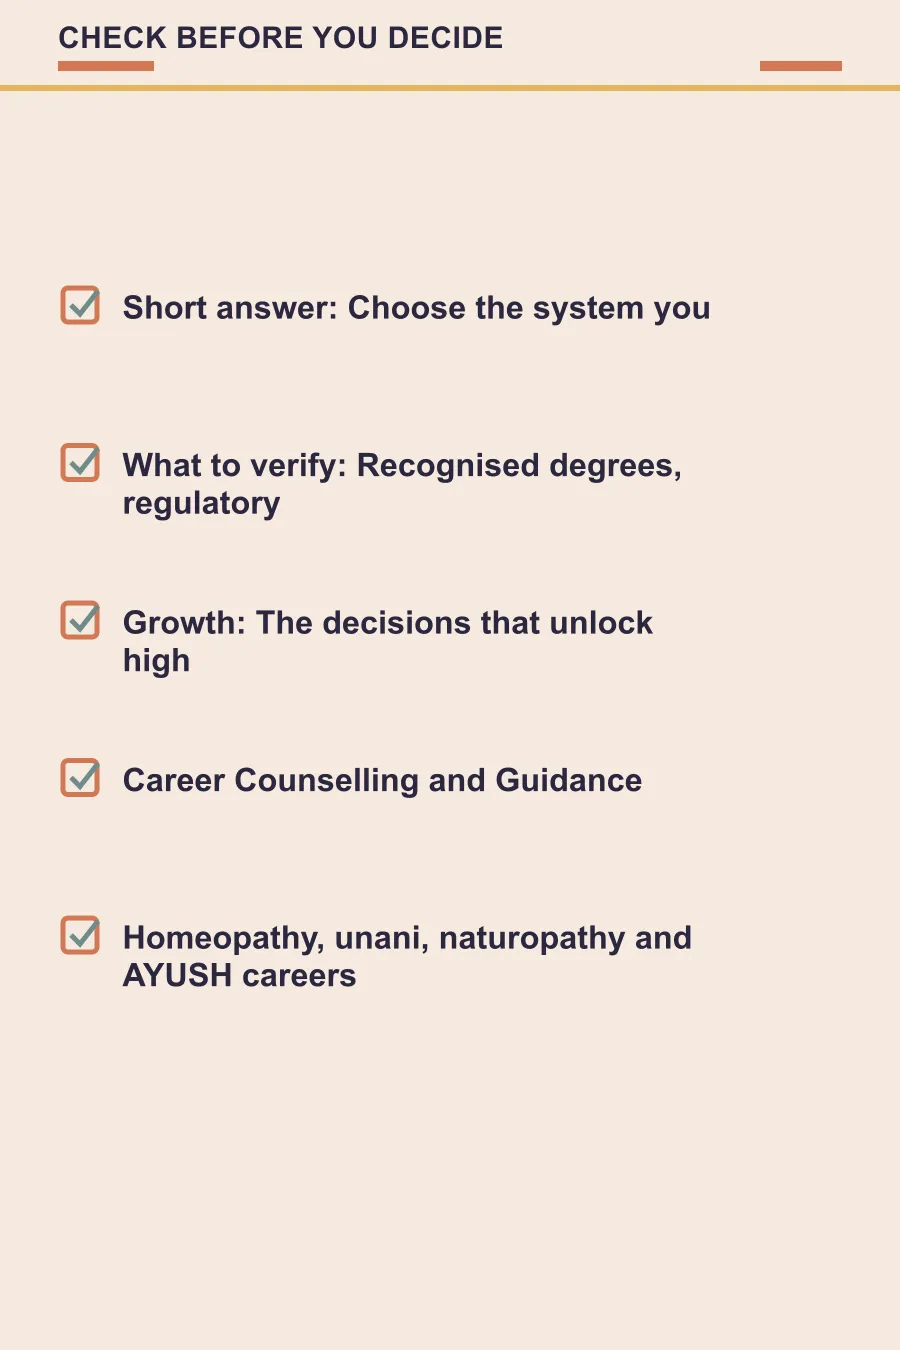 CHECK BEFORE YOU DECIDE
Short answer: Choose the system you
What to verify: Recognised degrees,
regulatory
Growth: The decisions that unlock
high
Career Counselling and Guidance
Homeopathy, unani, naturopathy and
AYUSH careers